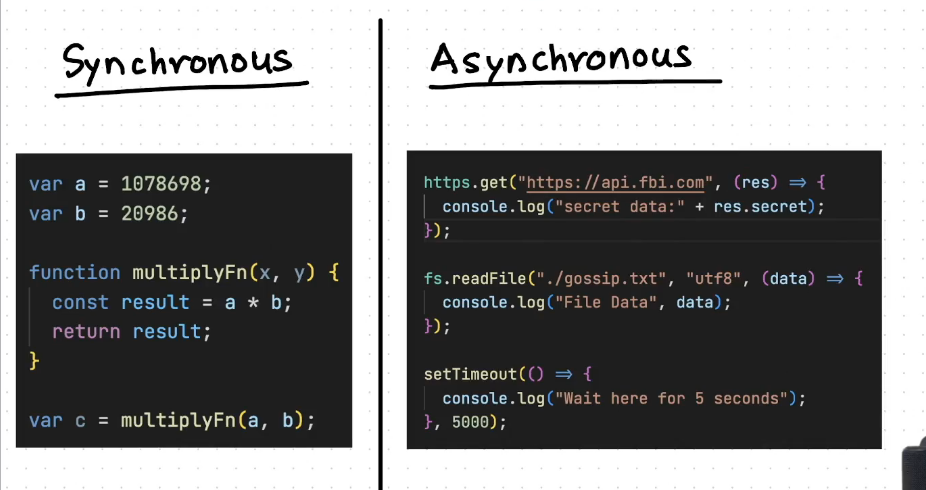 Synchronous
Asynchronous
var a = 1078698;
var b = 20986;
function multiplyFn(x, y) {
const result = a * b;
return result;
}
var c = multiplyFn(a, b);
https.get("https://api.fbi.com", (res) => {
console.log("secret data:" + res.secret);
});
fs.readFile("./gossip.txt", "utf8", (data) => {
console.log("File Data", data);
});
setTimeout(() => {
console.log("Wait here for 5 seconds");
}, 5000);